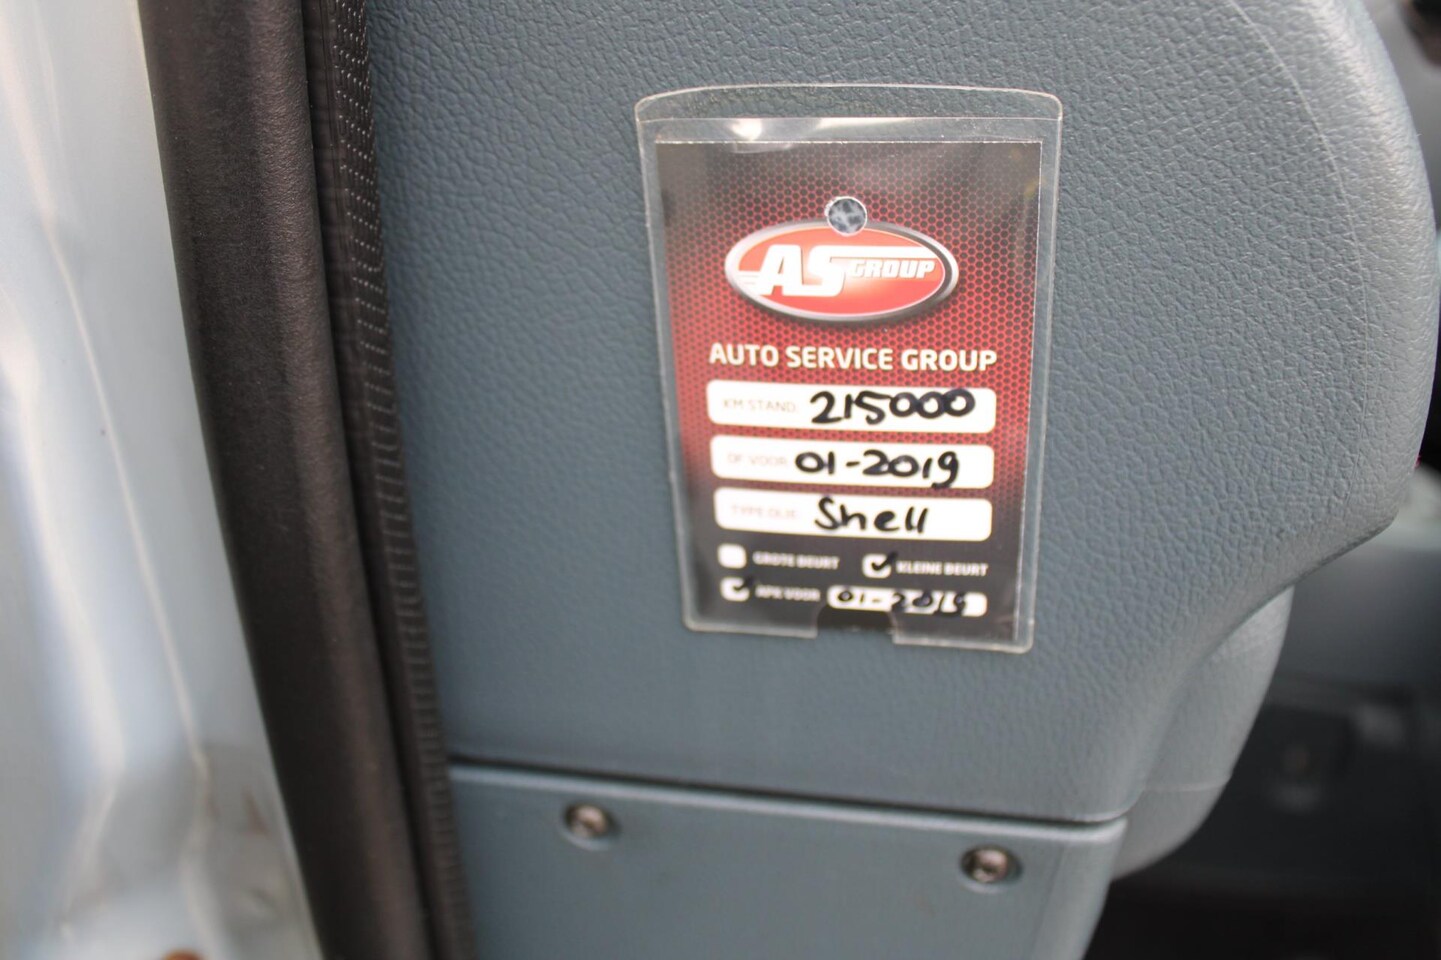 AS GROUP
AUTO SERVICE GROUP
KM STAND: 215000
OF VOOR: 01-2019
TYPE OLIE: Shell
GROTE BEURT KLEINE BEURT
APK VOOR 01-2019